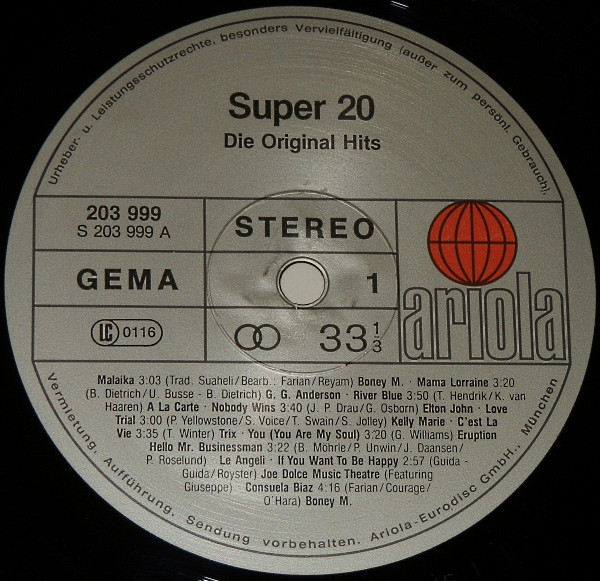 Urheber- u. Leistungsschutzrechte, besonders Vervielfältigung (außer zum persönl. Gebrauch),
Super 20
Die Original Hits
203 999
S 203 999 A
STEREO
GEMA
1
ariola
LC 0116
33 1/3
Malaika 3:03 (Trad. Suaheli/Bearb.: Farian/Reyam) Boney M. · Mama Lorraine 3:20
(B. Dietrich/U. Busse - B. Dietrich) G. G. Anderson · River Blue 3:50 (T. Hendrik/K. van
Haaren) A La Carte · Nobody Wins 3:40 (J. P. Drau/G. Osborn) Elton John · Love
Trial 3:00 (P. Yellowstone/S. Voice/T. Swain/S. Jolley) Kelly Marie · C'est La
Vie 3:35 (T. Winter) Trix · You (You Are My Soul) 3:20 (G. Williams) Eruption
Hello Mr. Businessman 3:22 (B. Möhrle/P. Unwin/J. Daansen/
P. Roselund) · Le Angeli · If You Want To Be Happy 2:57 (Guida -
Guida/Royster) Joe Dolce Music Theatre (Featuring
Giuseppe) · Consuela Biaz 4:16 (Farian/Courage/
O'Hara) Boney M.
Vermietung, Aufführung, Sendung vorbehalten. Ariola-Eurodisc GmbH., München